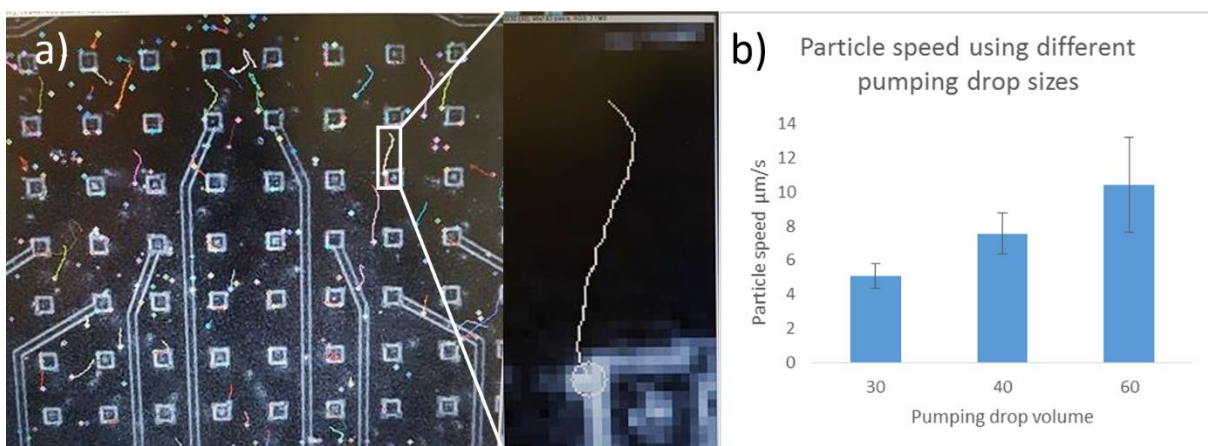 a)
b)
Particle speed using different
pumping drop sizes
14
12
10
8
6
4
2
0
Particle speed µm/s
30
40
60
Pumping drop volume